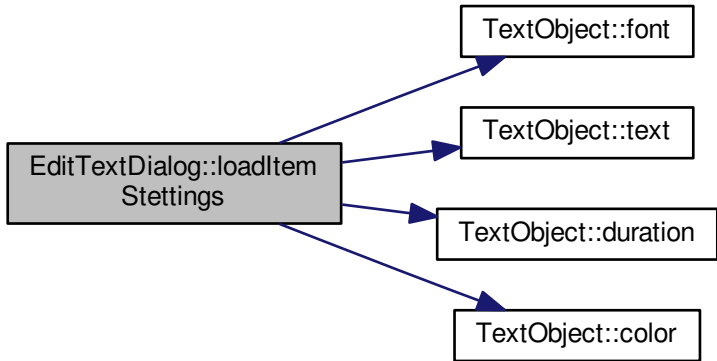 TextObject::font
TextObject::text
EditTextDialog::loadItem
Stettings
TextObject::duration
TextObject::color